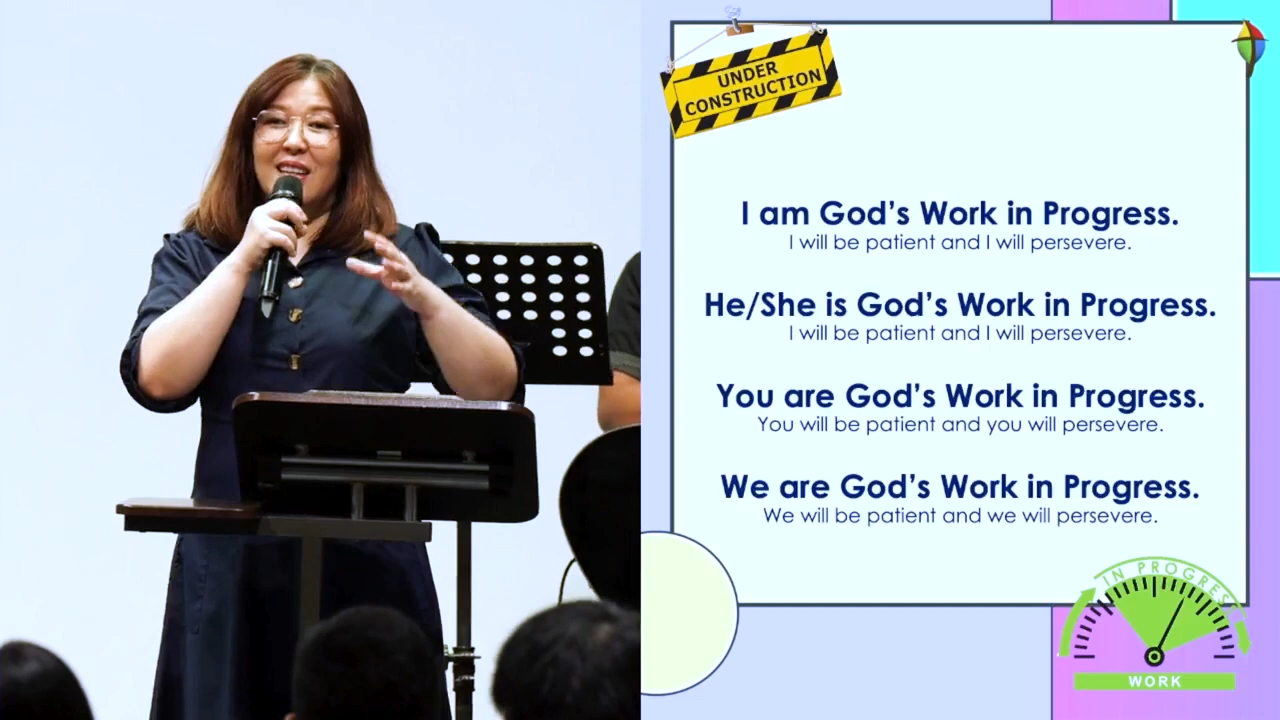 UNDER
CONSTRUCTION
I am God's Work in Progress.
I will be patient and I will persevere.
He/She is God's Work in Progress.
I will be patient and I will persevere.
You are God's Work in Progress.
You will be patient and you will persevere.
We are God's Work in Progress.
We will be patient and we will persevere.
IN PROGRESS
WORK